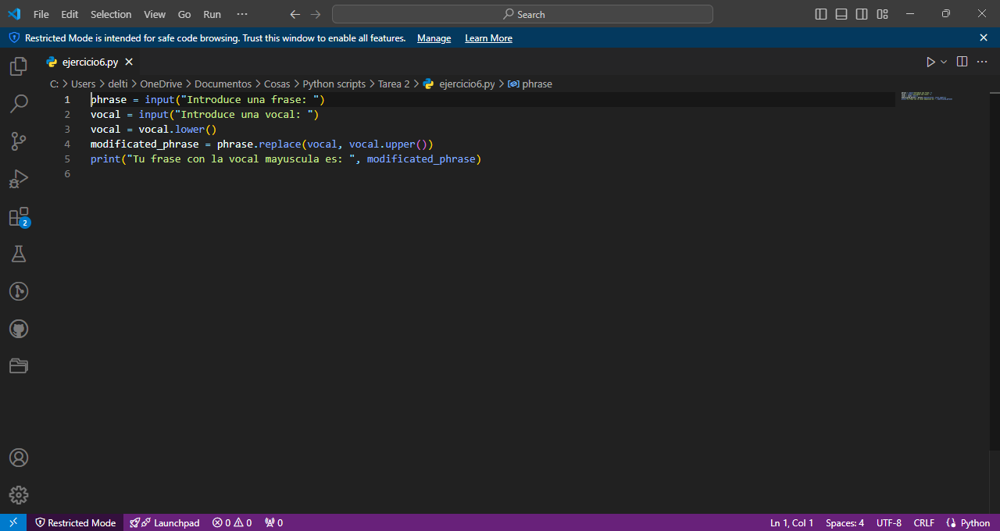 File Edit Selection View Go Run ··· Search
Restricted Mode is intended for safe code browsing. Trust this window to enable all features. Manage Learn More
ejercicio6.py
C: > Users > delti > OneDrive > Documentos > Cosas > Python scripts > Tarea 2 > ejercicio6.py > phrase
1 phrase = input("Introduce una frase: ")
2 vocal = input("Introduce una vocal: ")
3 vocal = vocal.lower()
4 modificated_phrase = phrase.replace(vocal, vocal.upper())
5 print("Tu frase con la vocal mayuscula es: ", modificated_phrase)
6
2
Restricted Mode Launchpad 0 0 0 Ln 1, Col 1 Spaces: 4 UTF-8 CRLF Python